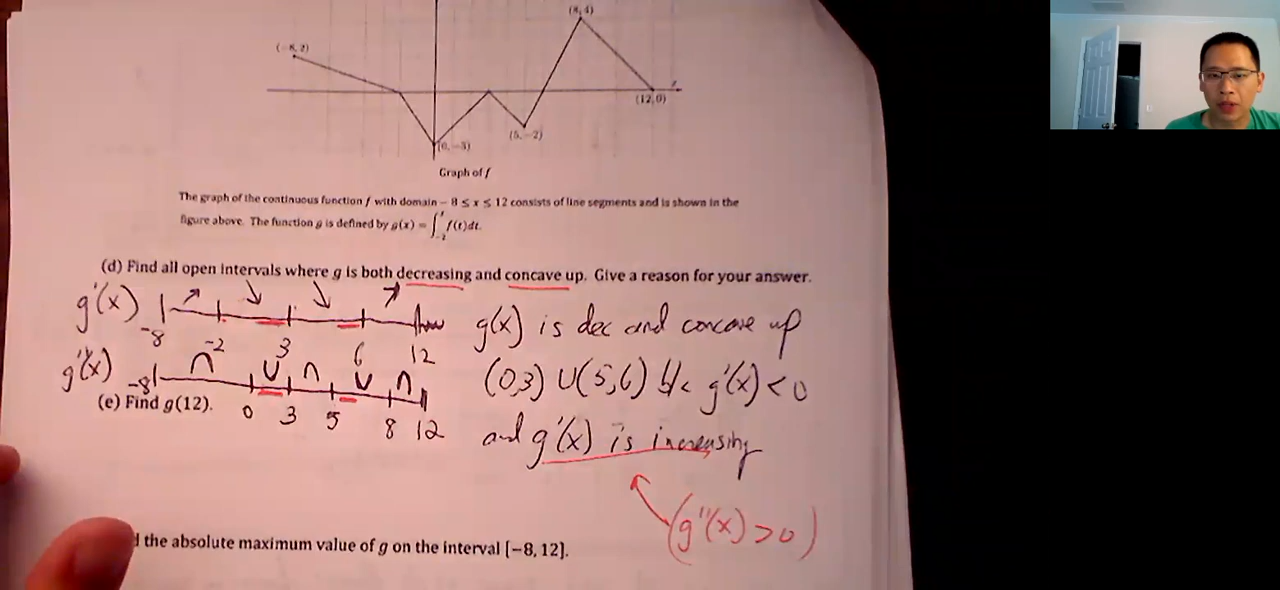 (8, 4)
(-8, 2)
x
(12, 0)
(5, -2)
(0, -3)
Graph of f
The graph of the continuous function f with domain - 8 ≤ x ≤ 12 consists of line segments and is shown in the
figure above. The function g is defined by g(x) = ∫ f(t)dt.
-2
(d) Find all open intervals where g is both decreasing and concave up. Give a reason for your answer.
g'(x)
-8 -2 3 6 12
g(x) is dec and concave up
g''(x)
-8 0 3 5 8 12
(0,3) U (5,6) b/c g'(x) < 0
(e) Find g(12).
and g'(x) is increasing
(g''(x) > 0)
the absolute maximum value of g on the interval [-8, 12].